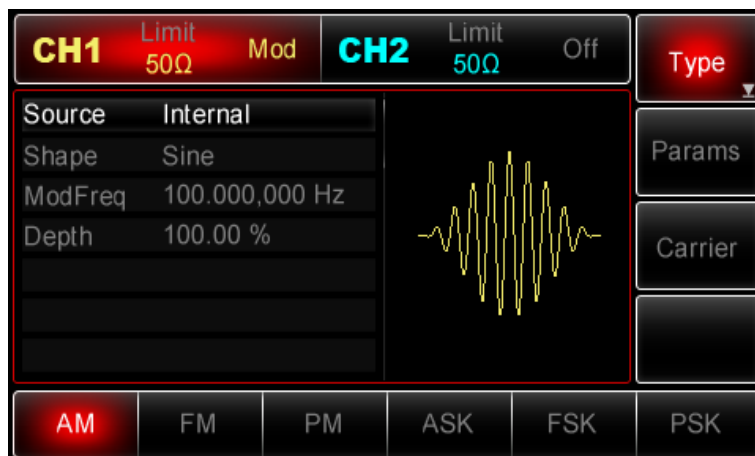 CH1 Limit 50Ω Mod CH2 Limit 50Ω Off
Type
Source Internal
Shape Sine
Params
ModFreq 100.000,000 Hz
Depth 100.00 %
Carrier
AM FM PM ASK FSK PSK